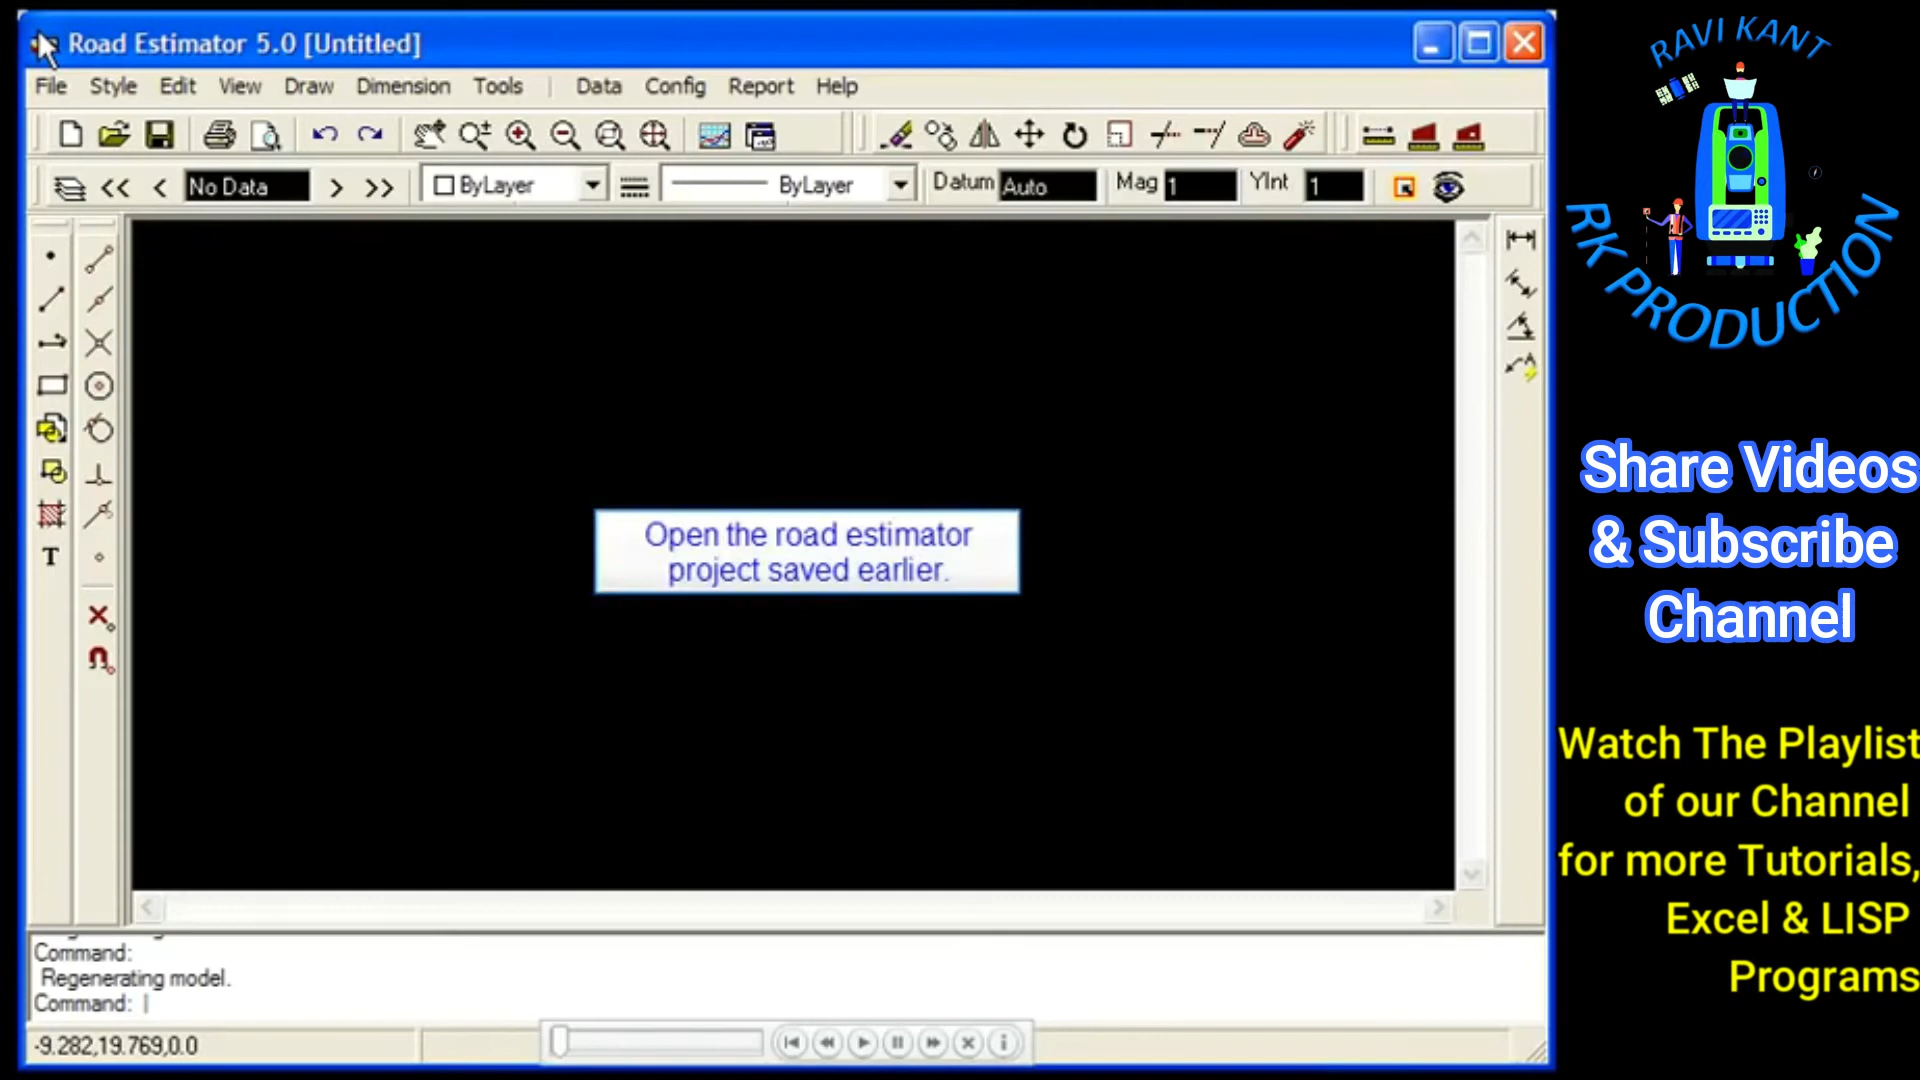 Road Estimator 5.0 [Untitled]
File Style Edit View Draw Dimension Tools | Data Config Report Help
<< < No Data > >> ByLayer ByLayer Datum Auto Mag 1 YInt 1
T
Open the road estimator
project saved earlier.
Command:
Regenerating model.
Command:
-9.282,19.769,0.0
RAVI KANT
RK PRODUCTION
Share Videos
& Subscribe
Channel
Watch The Playlist
of our Channel
for more Tutorials,
Excel & LISP
Programs